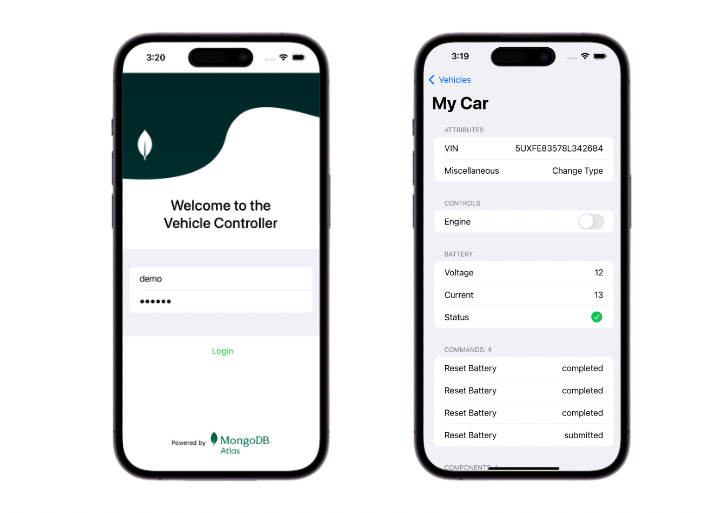 3:20
Welcome to the
Vehicle Controller
demo
••••••
Login
Powered by MongoDB.
Atlas
3:19
Vehicles
My Car
ATTRIBUTES
VIN 5UXFE83578L342684
Miscellaneous Change Type
CONTROLS
Engine
BATTERY
Voltage 12
Current 13
Status
COMMANDS: 4
Reset Battery completed
Reset Battery completed
Reset Battery completed
Reset Battery submitted
COMPONENTS: